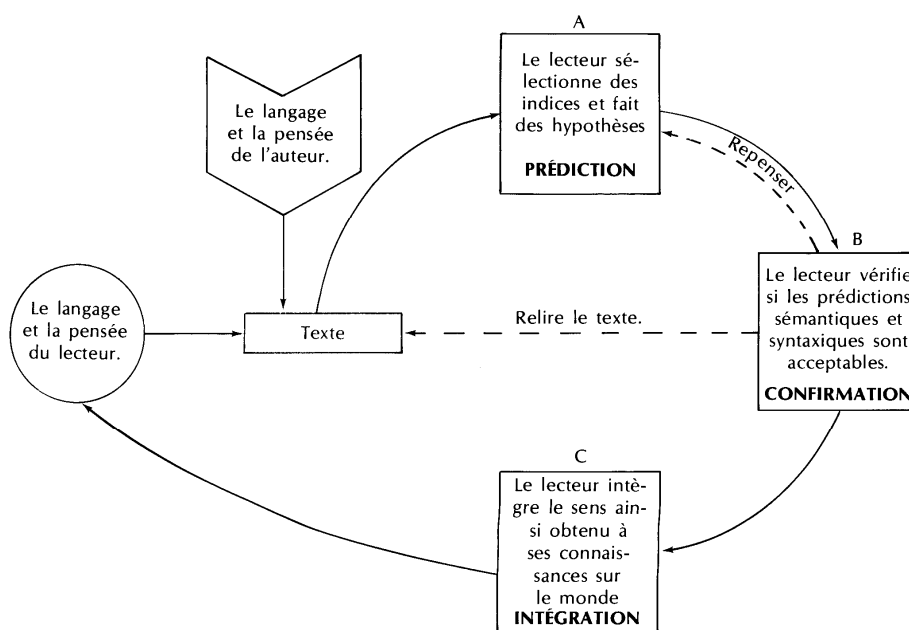 A
Le lecteur sé-
lectionne des
indices et fait
des hypothèses
PRÉDICTION
Le langage
et la pensée
de l'auteur.
Repenser
B
Le lecteur vérifie
si les prédictions
sémantiques et
syntaxiques sont
acceptables.
CONFIRMATION
Relire le texte.
Texte
Le langage
et la pensée
du lecteur.
C
Le lecteur intè-
gre le sens ain-
si obtenu à
ses connais-
sances sur
le monde
INTÉGRATION